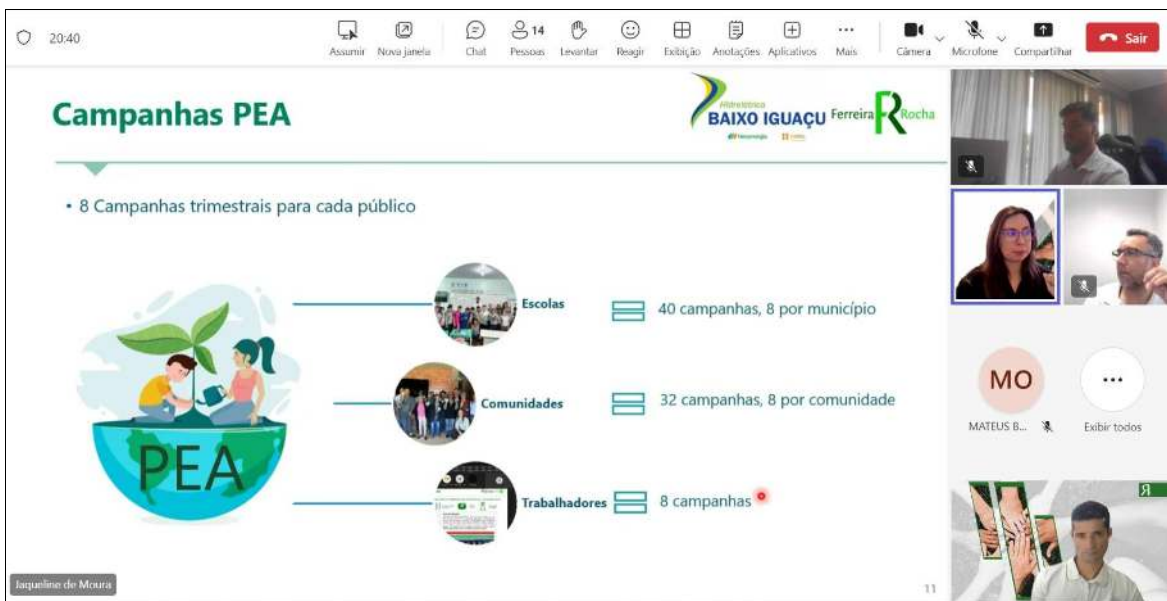 20:40
Assumir
Nova janela
Chat
14
Pessoas
Levantar
Reagir
Exibição
Anotações
Aplicativos
Mais
Câmera
Microfone
Compartilhar
Sair
Campanhas PEA
Hidrelétrica
BAIXO IGUAÇU
Ferreira FR Rocha
• 8 Campanhas trimestrais para cada público
Escolas
40 campanhas, 8 por município
Comunidades
32 campanhas, 8 por comunidade
Trabalhadores
8 campanhas
PEA
MO
MATEUS B...
Exibir todos
Jaqueline de Moura
11